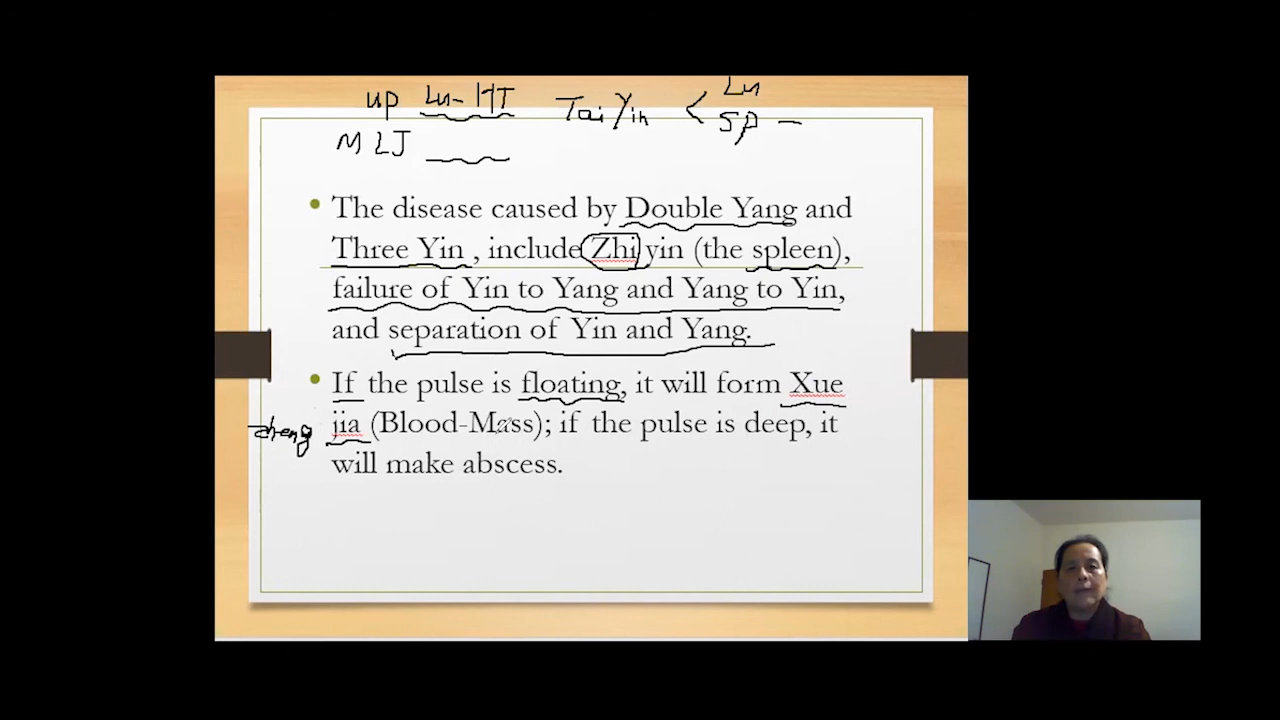 up Lu- HT Tai Yin < Lu
SP -
M LJ
• The disease caused by Double Yang and
Three Yin , include Zhi yin (the spleen),
failure of Yin to Yang and Yang to Yin,
and separation of Yin and Yang.
• If the pulse is floating, it will form Xue
zheng jia (Blood-Mass); if the pulse is deep, it
will make abscess.